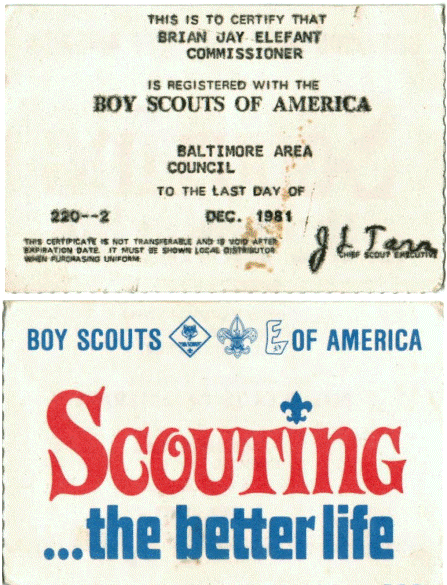 THIS IS TO CERTIFY THAT
BRIAN JAY ELEFANT
COMMISSIONER
IS REGISTERED WITH THE
BOY SCOUTS OF AMERICA
BALTIMORE AREA
COUNCIL
TO THE LAST DAY OF
220--2 DEC. 1981
THIS CERTIFICATE IS NOT TRANSFERABLE AND IS VOID AFTER
EXPIRATION DATE. IT MUST BE SHOWN LOCAL DISTRIBUTOR
WHEN PURCHASING UNIFORM.
J L Tarr
CHIEF SCOUT EXECUTIVE
BOY SCOUTS E OF AMERICA
SCOUTING
...the better life